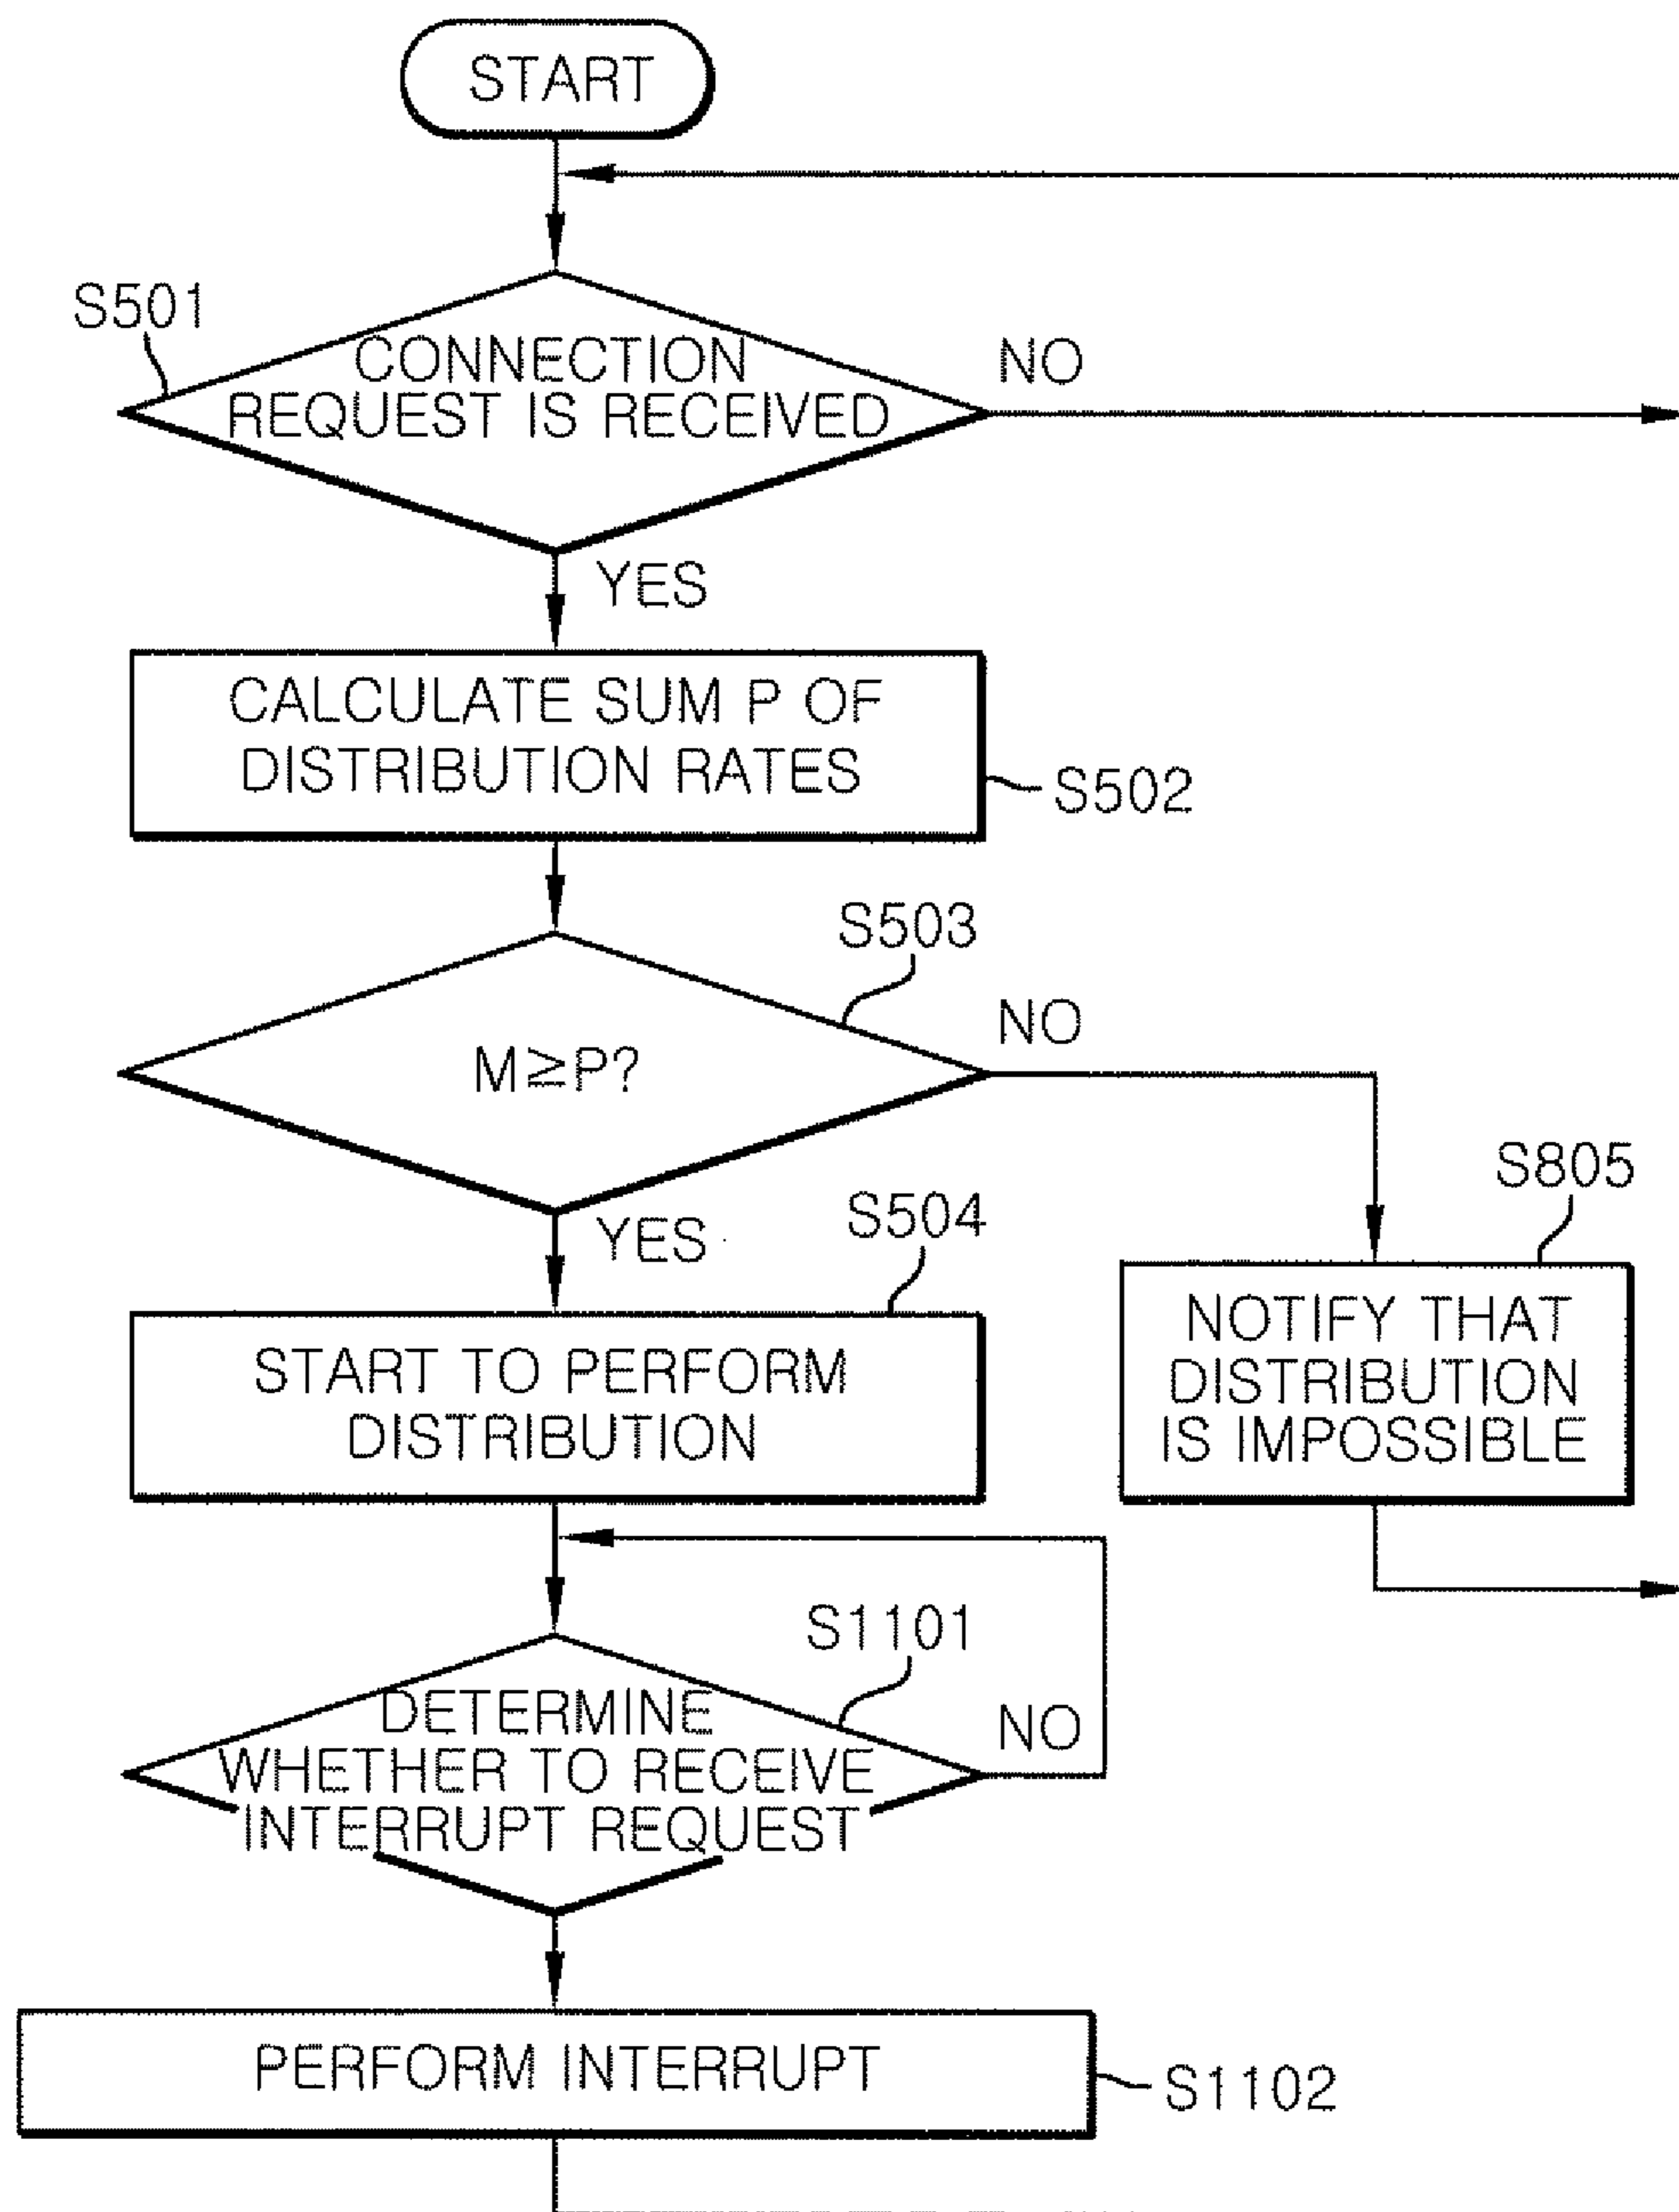 START
S501
CONNECTION
REQUEST IS RECEIVED
NO
YES
CALCULATE SUM P OF
DISTRIBUTION RATES
S502
S503
M≧P?
NO
YES
S805
S504
START TO PERFORM
DISTRIBUTION
NOTIFY THAT
DISTRIBUTION
IS IMPOSSIBLE
S1101
DETERMINE
WHETHER TO RECEIVE
INTERRUPT REQUEST
NO
PERFORM INTERRUPT
S1102